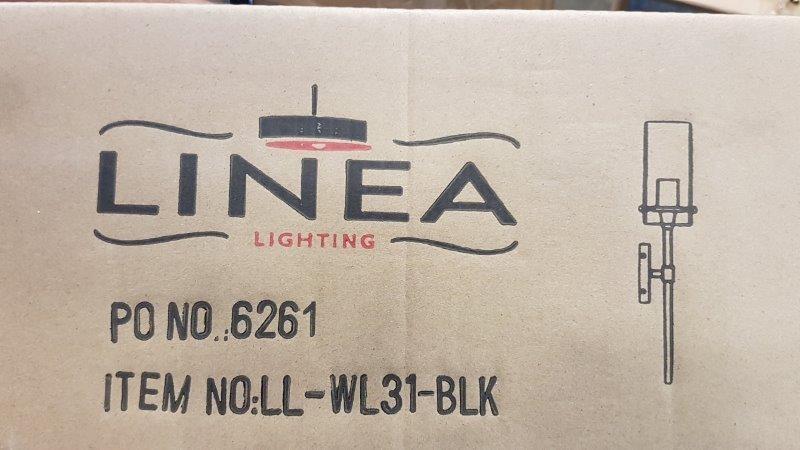 LINEA
LIGHTING
PO NO.:6261
ITEM NO:LL-WL31-BLK